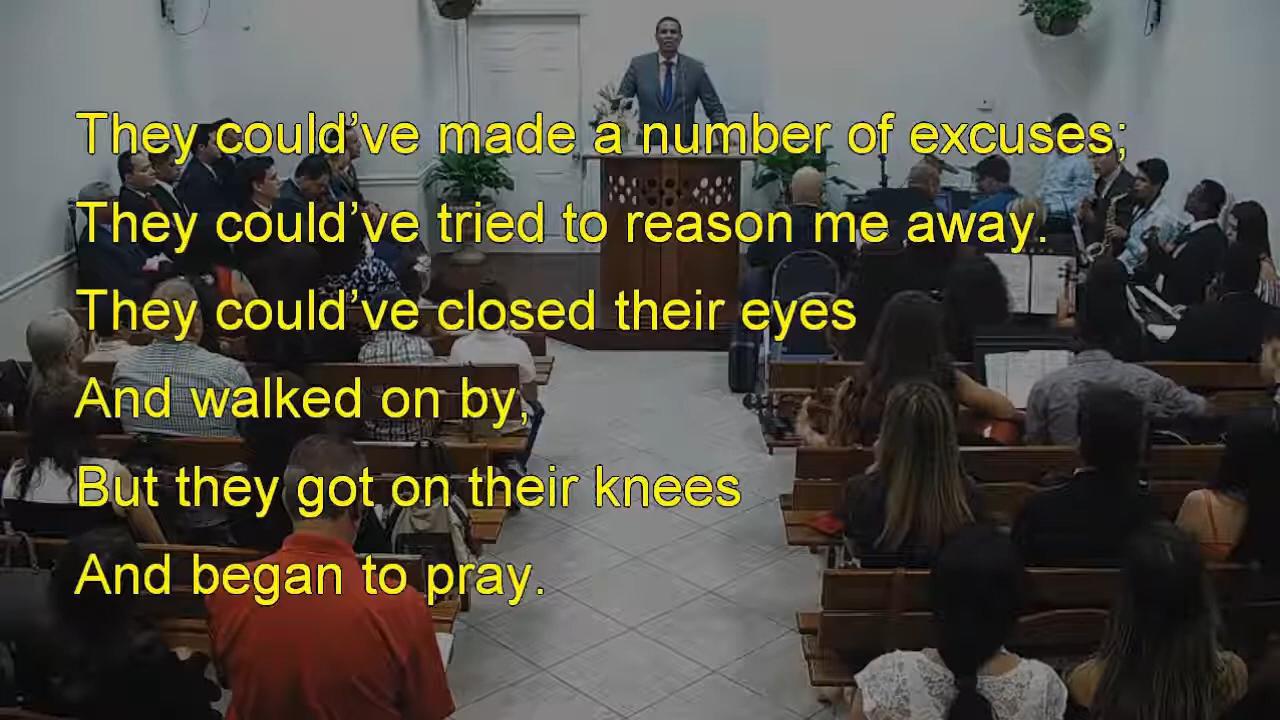 They could’ve made a number of excuses;
They could’ve tried to reason me away.
They could’ve closed their eyes
And walked on by,
But they got on their knees
And began to pray.